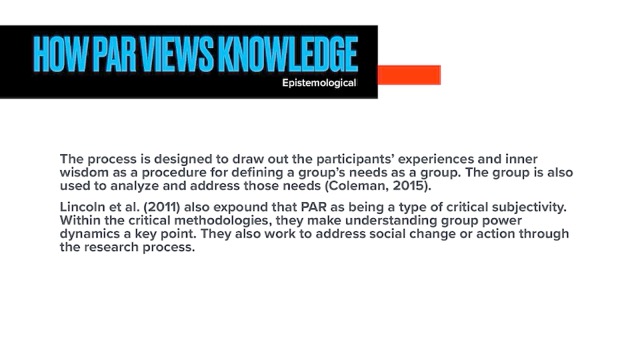 HOW PAR VIEWS KNOWLEDGE
Epistemological
The process is designed to draw out the participants’ experiences and inner
wisdom as a procedure for defining a group’s needs as a group. The group is also
used to analyze and address those needs (Coleman, 2015).
Lincoln et al. (2011) also expound that PAR as being a type of critical subjectivity.
Within the critical methodologies, they make understanding group power
dynamics a key point. They also work to address social change or action through
the research process.